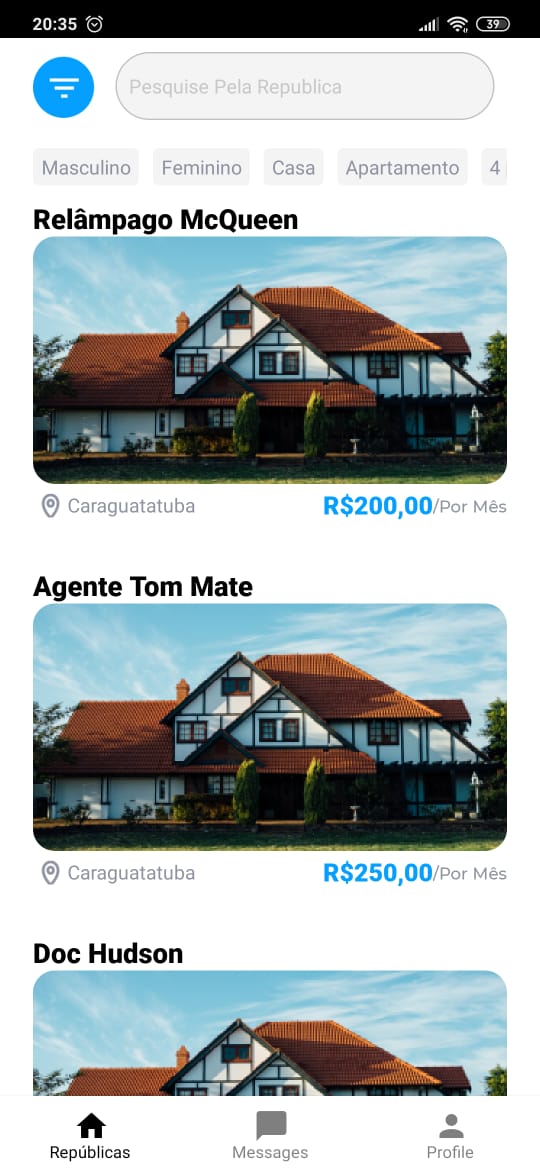 20:35
39
Pesquise Pela Republica
Masculino Feminino Casa Apartamento 4
Relâmpago McQueen
Caraguatatuba R$200,00/Por Mês
Agente Tom Mate
Caraguatatuba R$250,00/Por Mês
Doc Hudson
Repúblicas Messages Profile